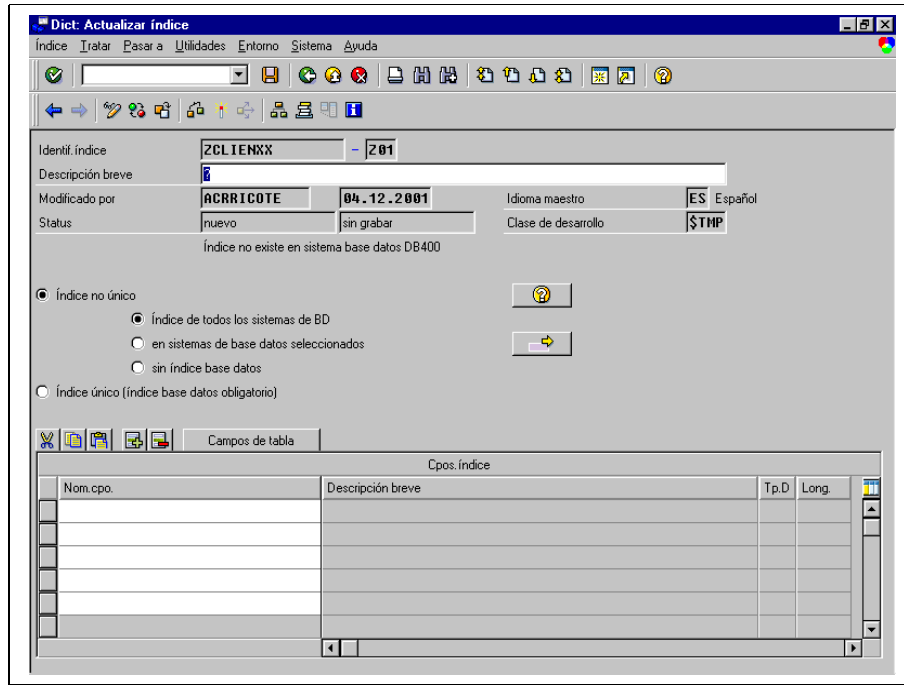 Dict: Actualizar índice
Índice Tratar Pasar a Utilidades Entorno Sistema Ayuda
Identif. índice ZCLIENXX - Z01
Descripción breve ?
Modificado por ACRRICOTE 04.12.2001 Idioma maestro ES Español
Status nuevo sin grabar Clase de desarrollo $TMP
Índice no existe en sistema base datos DB400
Índice no único
Índice de todos los sistemas de BD
en sistemas de base datos seleccionados
sin índice base datos
Índice único (índice base datos obligatorio)
Campos de tabla
Cpos. índice
Nom.cpo. Descripción breve Tp.D Long.